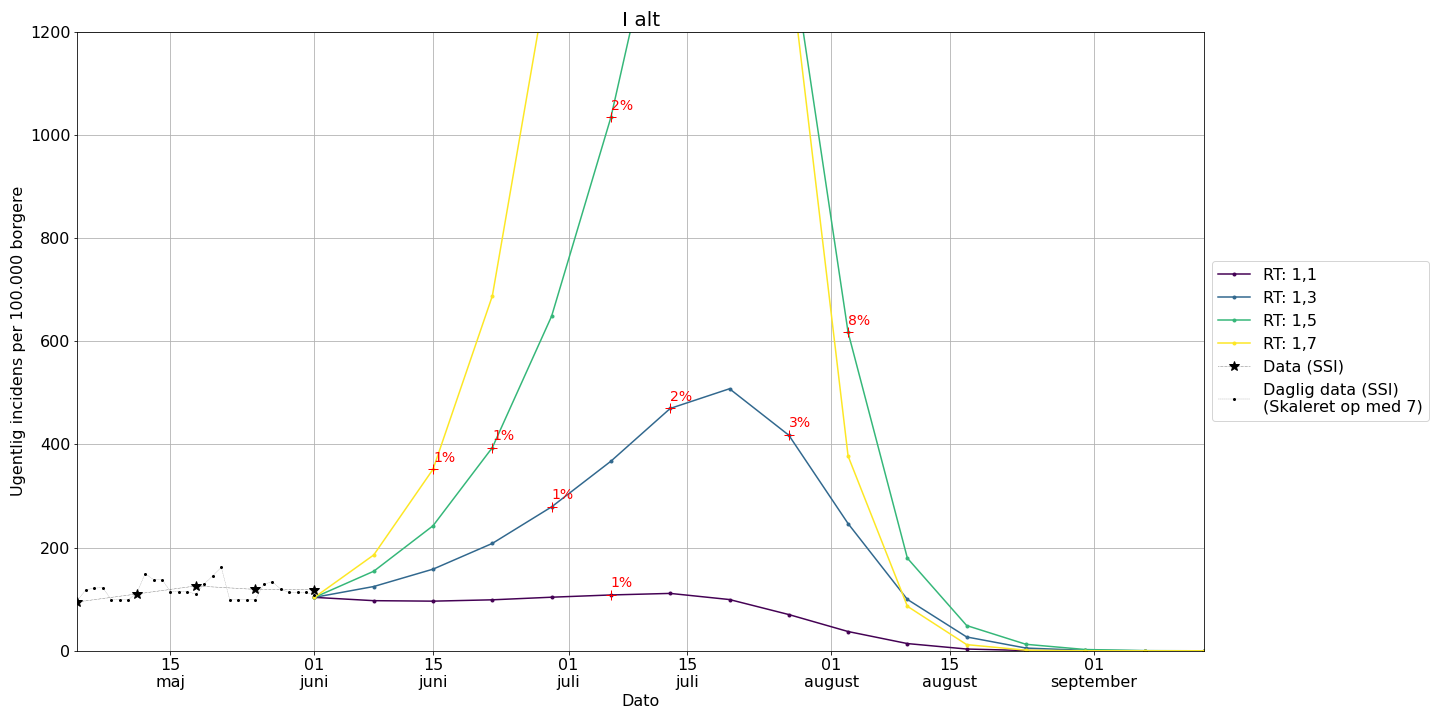 I alt
Ugentlig incidens per 100.000 borgere
1200
1000
800
600
400
200
0
2%
8%
2%
3%
1%
1%
1%
1%
15
maj
01
juni
15
juni
01
juli
15
juli
01
august
15
august
01
september
Dato
RT: 1,1
RT: 1,3
RT: 1,5
RT: 1,7
Data (SSI)
Daglig data (SSI)
(Skaleret op med 7)